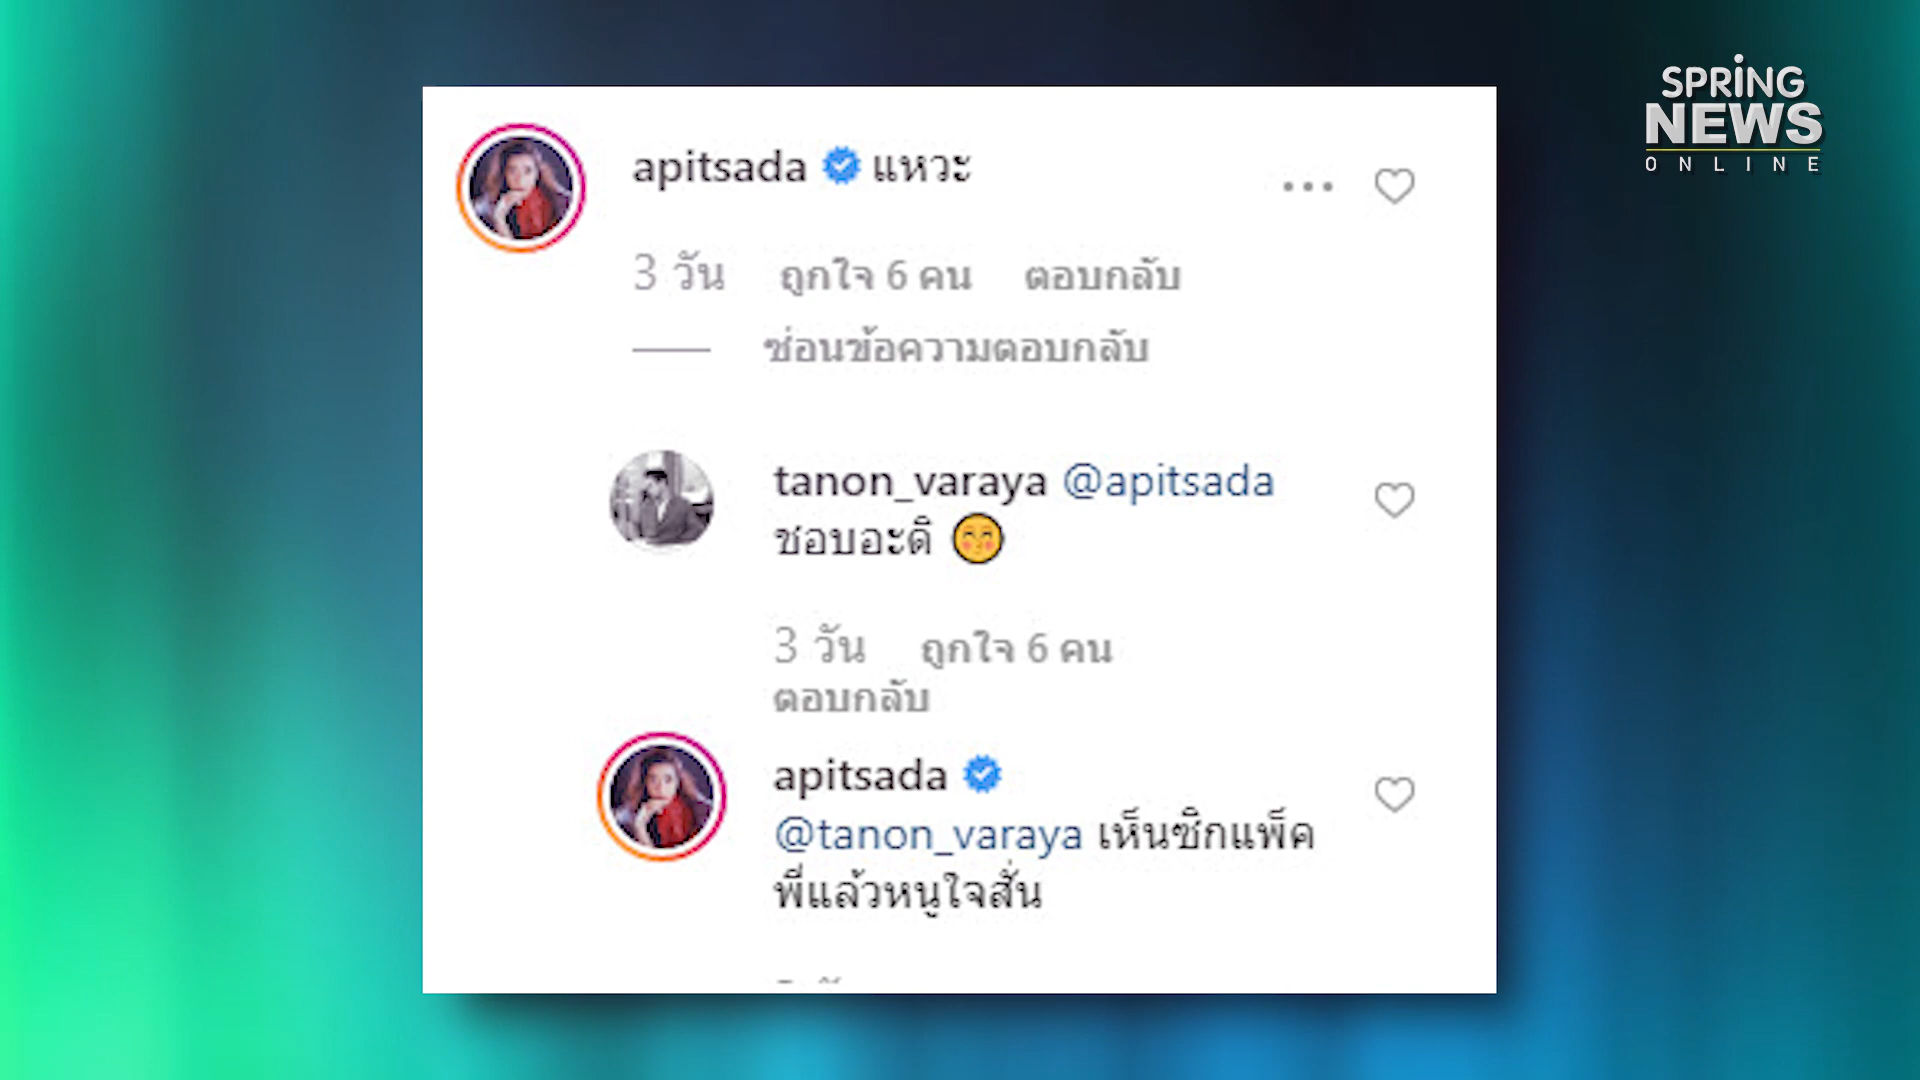 SPRING
NEWS
ONLINE
apitsada แหวะ
3 วัน ถูกใจ 6 คน ตอบกลับ
ซ่อนข้อความตอบกลับ
tanon_varaya @apitsada
ชอบอะดิ 😚
3 วัน ถูกใจ 6 คน
ตอบกลับ
apitsada
@tanon_varaya เห็นซิกแพ็ค
พี่แล้วหนูใจสั่น